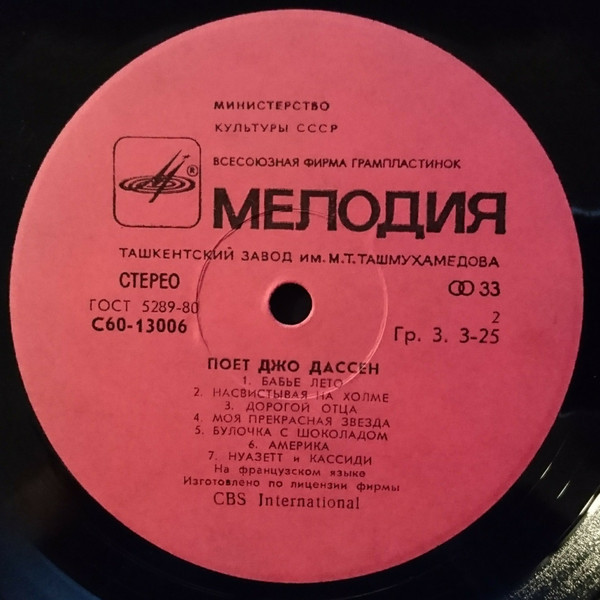 МИНИСТЕРСТВО
КУЛЬТУРЫ СССР
ВСЕСОЮЗНАЯ ФИРМА ГРАМПЛАСТИНОК
®
МЕЛОДИЯ
ТАШКЕНТСКИЙ ЗАВОД ИМ. М.Т. ТАШМУХАМЕДОВА
СТЕРЕО
33
ГОСТ 5289-80
2
С60-13006
Гр. 3. 3-25
ПОЕТ ДЖО ДАССЕН
1. БАБЬЕ ЛЕТО
2. НАСВИСТЫВАЯ НА ХОЛМЕ
3. ДОРОГОЙ ОТЦА
4. МОЯ ПРЕКРАСНАЯ ЗВЕЗДА
5. БУЛОЧКА С ШОКОЛАДОМ
6. АМЕРИКА
7. НУАЗЕТТ и КАССИДИ
На французском языке
Изготовлено по лицензии фирмы
CBS International